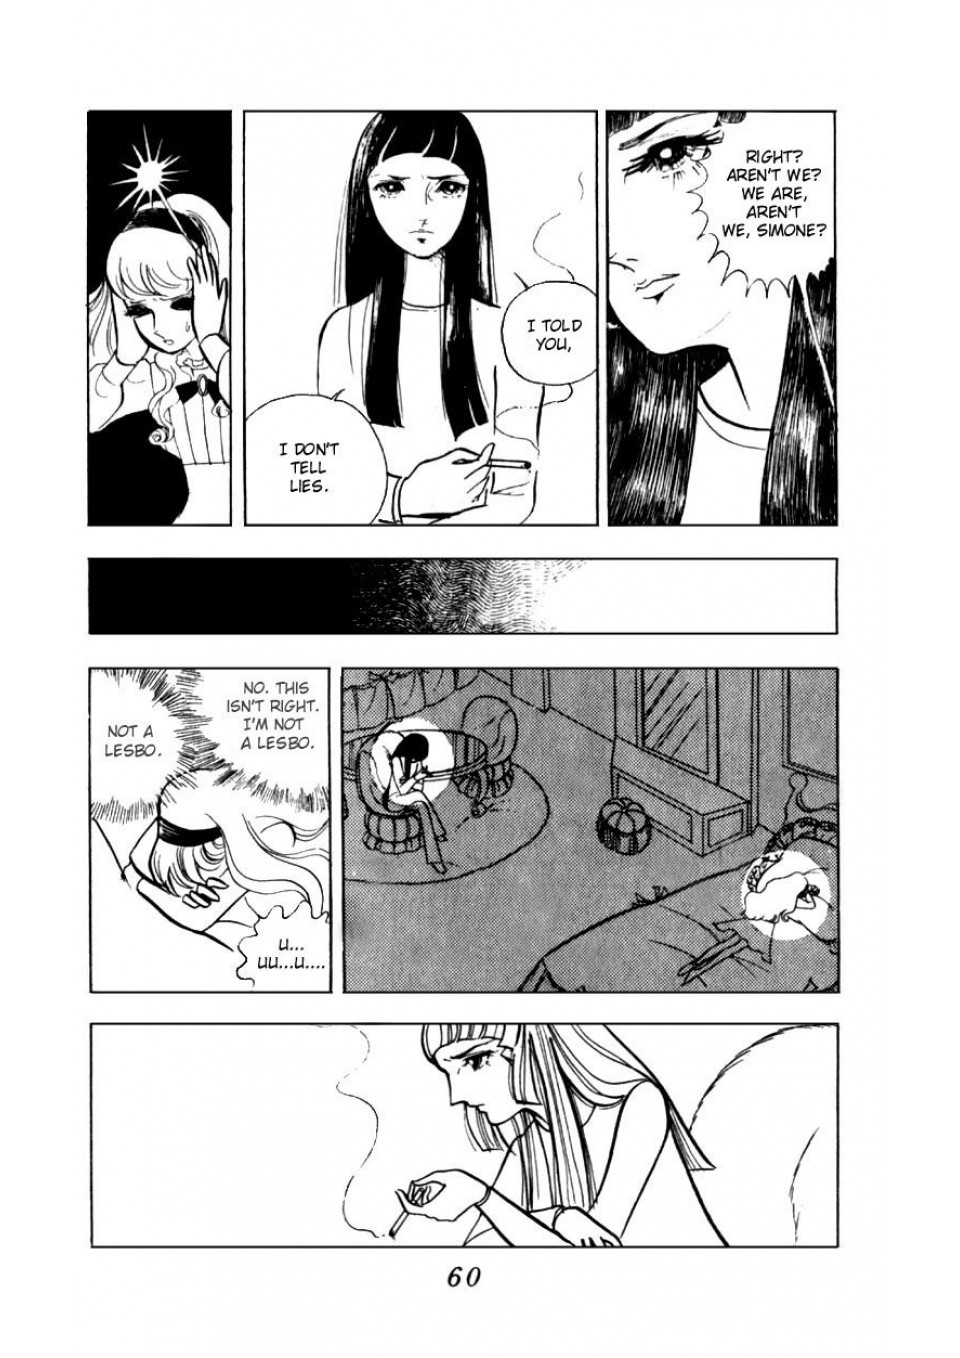 RIGHT?
AREN'T WE?
WE ARE,
AREN'T
WE, SIMONE?
I TOLD
YOU,
I DON'T
TELL
LIES.
NO. THIS
ISN'T RIGHT.
I'M NOT
A LESBO.
NOT A
LESBO.
U...
UU...U....
60